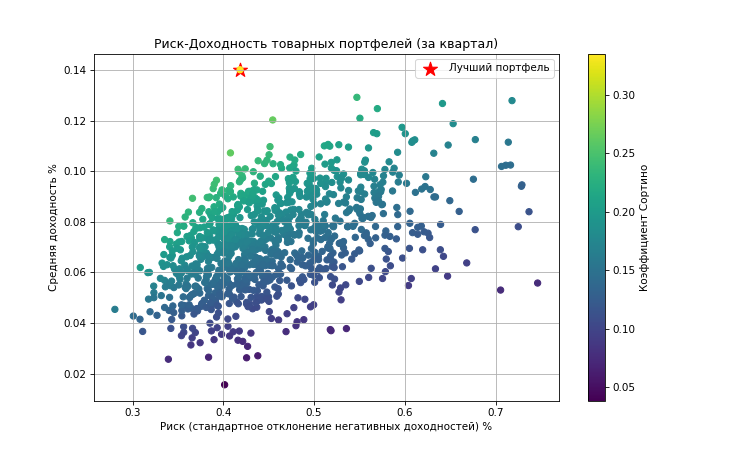 Риск-Доходность товарных портфелей (за квартал)
Лучший портфель
Средняя доходность %
0.14
0.12
0.10
0.08
0.06
0.04
0.02
0.3 0.4 0.5 0.6 0.7
Риск (стандартное отклонение негативных доходностей) %
0.30
0.25
0.20
0.15
0.10
0.05
Коэффициент Сортино